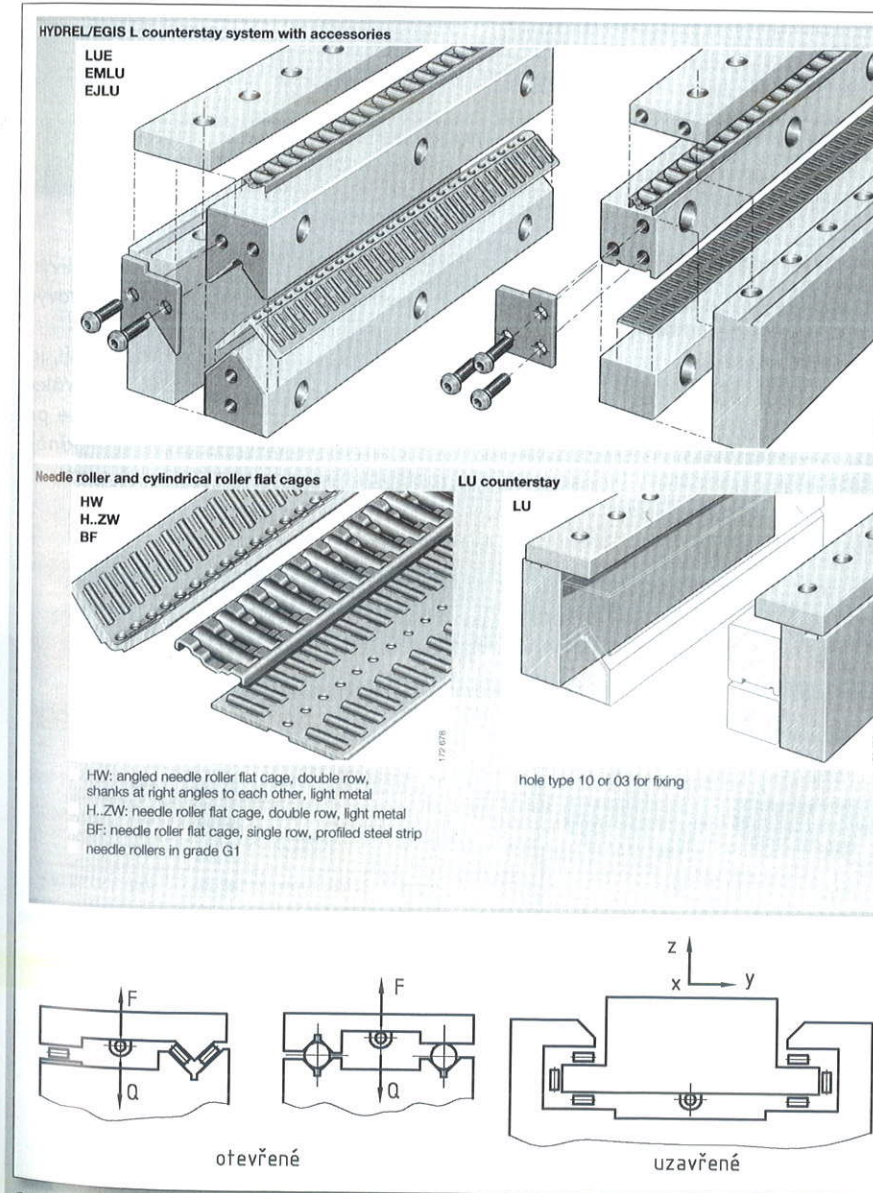 HYDREL/EGIS L counterstay system with accessories
LUE
EMLU
EJLU
Needle roller and cylindrical roller flat cages
HW
H..ZW
BF
172 678
HW: angled needle roller flat cage, double row,
shanks at right angles to each other, light metal
H..ZW: needle roller flat cage, double row, light metal
BF: needle roller flat cage, single row, profiled steel strip
needle rollers in grade G1
LU counterstay
LU
hole type 10 or 03 for fixing
F
Q
F
Q
z
x
y
otevřené
uzavřené